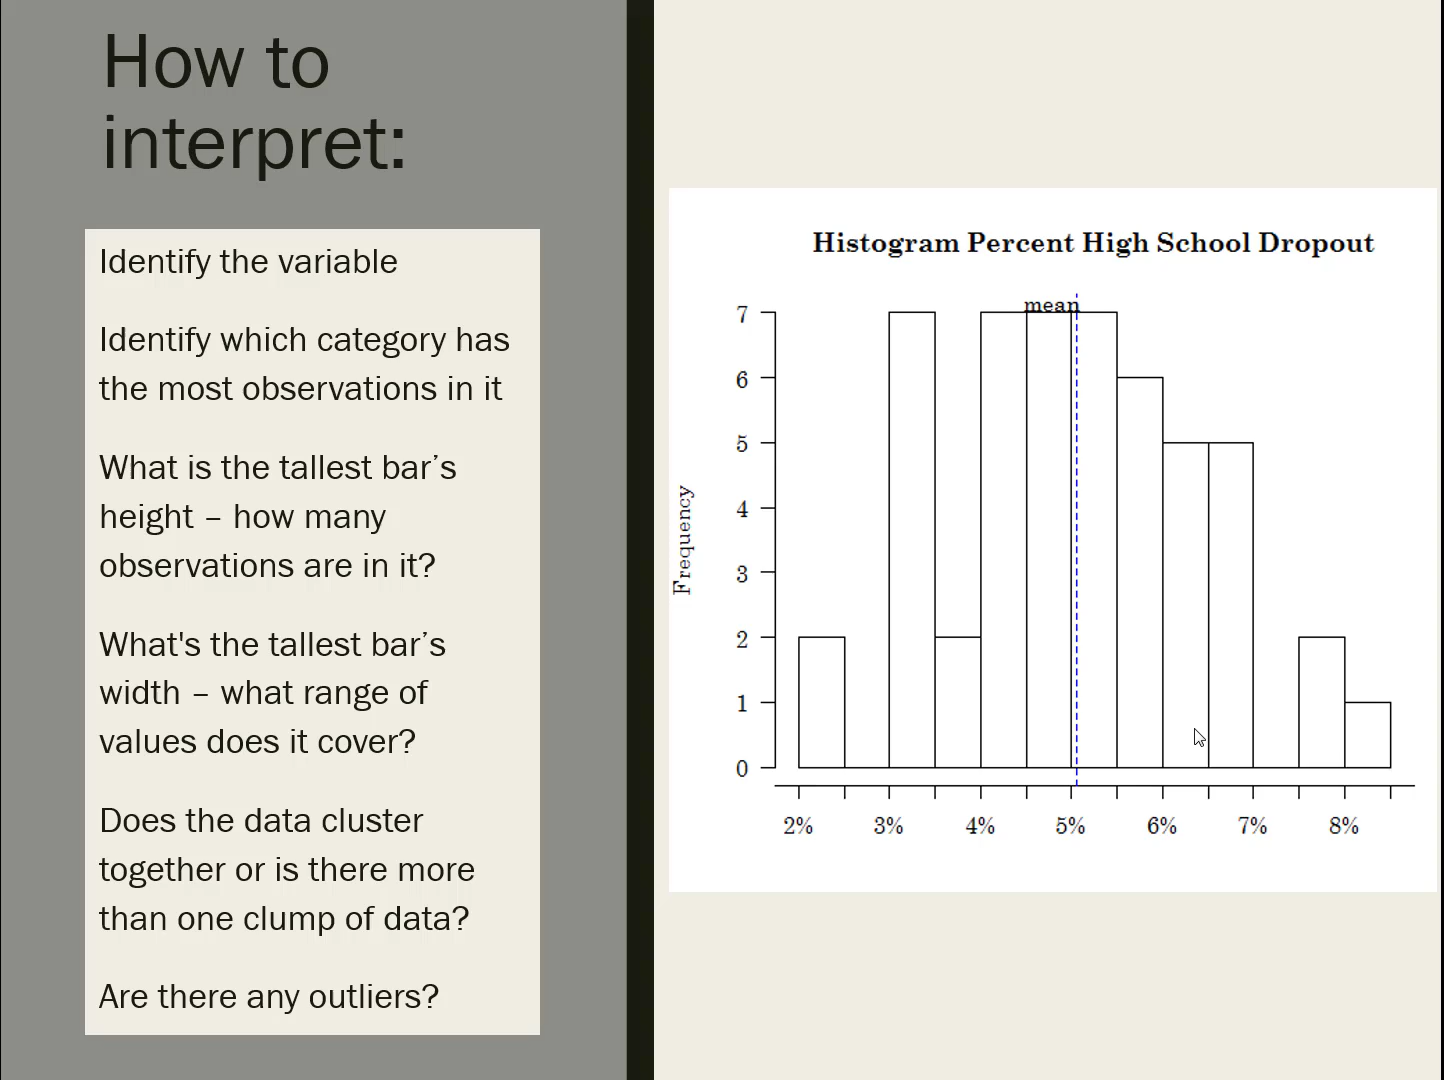 How to
interpret:
Identify the variable
Identify which category has
the most observations in it
What is the tallest bar’s
height – how many
observations are in it?
What's the tallest bar’s
width – what range of
values does it cover?
Does the data cluster
together or is there more
than one clump of data?
Are there any outliers?
Histogram Percent High School Dropout
mean
7
6
5
4
3
2
1
0
Frequency
2% 3% 4% 5% 6% 7% 8%